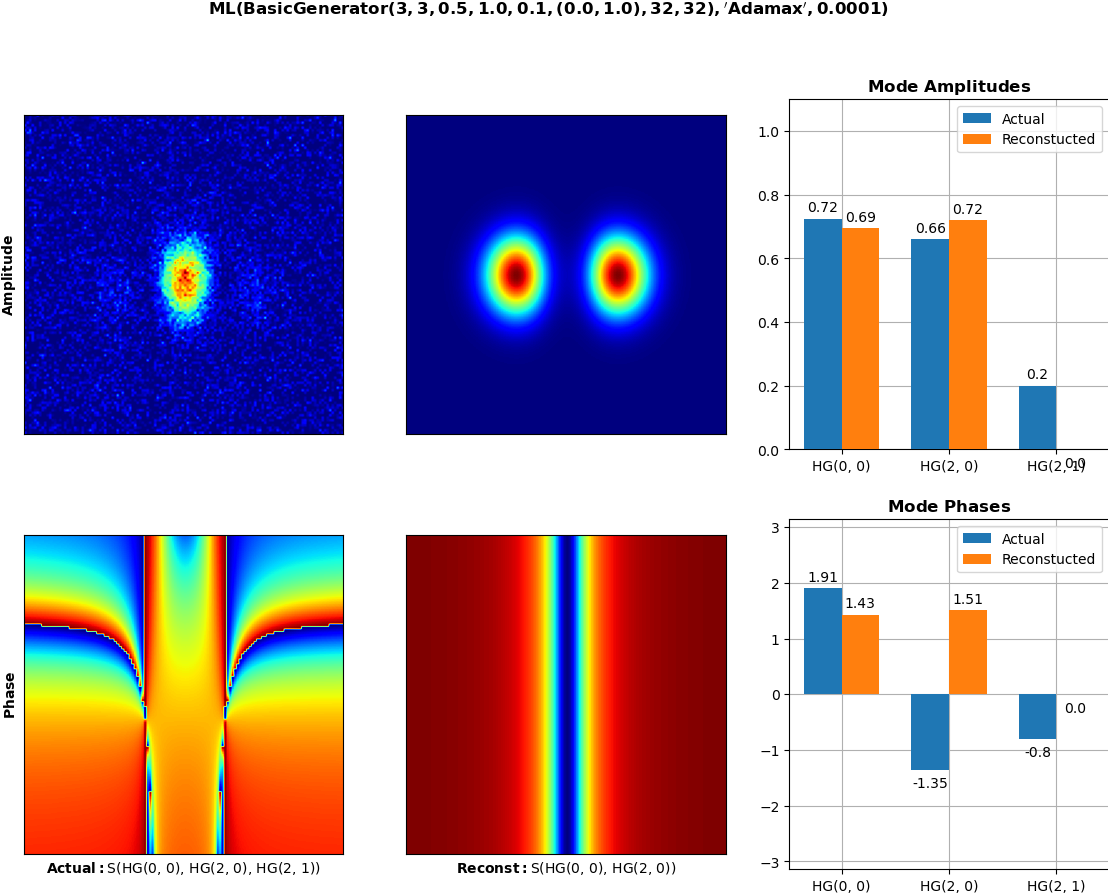 ML(BasicGenerator(3, 3, 0.5, 1.0, 0.1, (0.0, 1.0), 32, 32), ′Adamax′, 0.0001)
Amplitude
Mode Amplitudes
Actual
Reconstucted
1.0
0.8
0.6
0.4
0.2
0.0
0.72
0.69
0.66
0.72
0.2
0.0
HG(0, 0)
HG(2, 0)
HG(2, 1)
Phase
Actual: S(HG(0, 0), HG(2, 0), HG(2, 1))
Reconst: S(HG(0, 0), HG(2, 0))
Mode Phases
Actual
Reconstucted
3
2
1
0
−1
−2
−3
1.91
1.43
-1.35
1.51
-0.8
0.0
HG(0, 0)
HG(2, 0)
HG(2, 1)